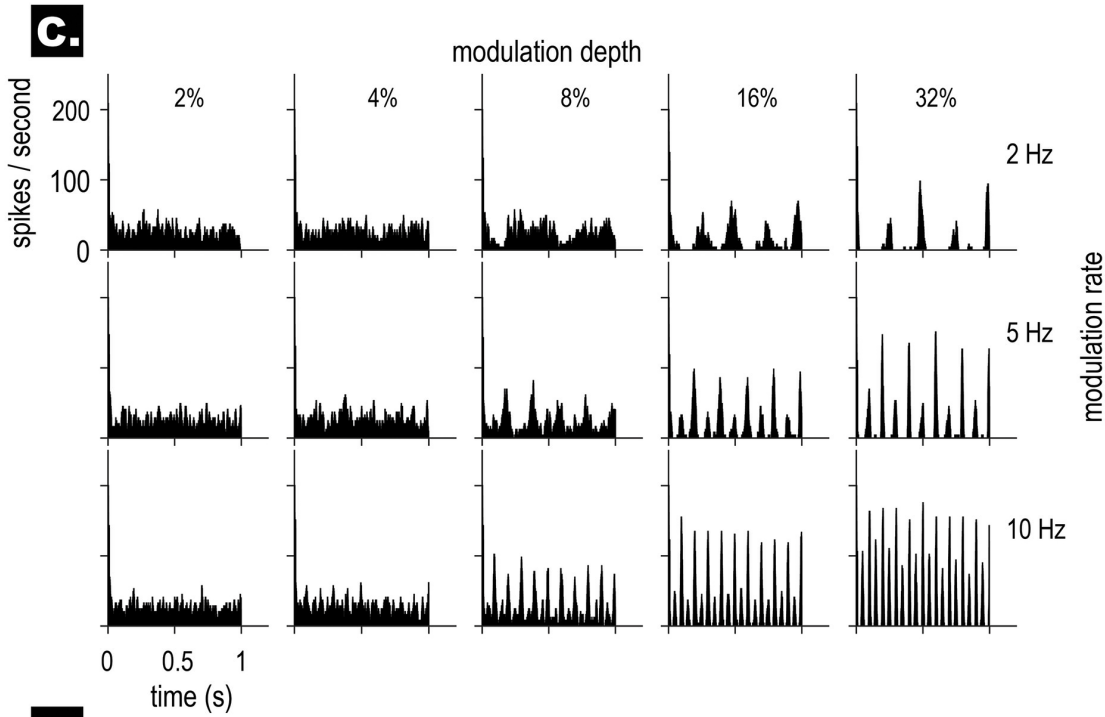 c.
modulation depth
2% 4% 8% 16% 32%
spikes / second
200
100
0
2 Hz
5 Hz
10 Hz
modulation rate
0 0.5 1
time (s)